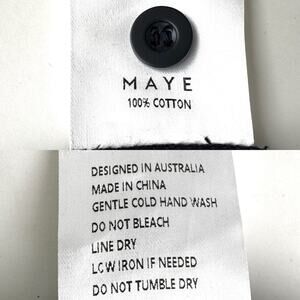 MAYE
100% COTTON
DESIGNED IN AUSTRALIA
MADE IN CHINA
GENTLE COLD HAND WASH
DO NOT BLEACH
LINE DRY
LOW IRON IF NEEDED
DO NOT TUMBLE DRY